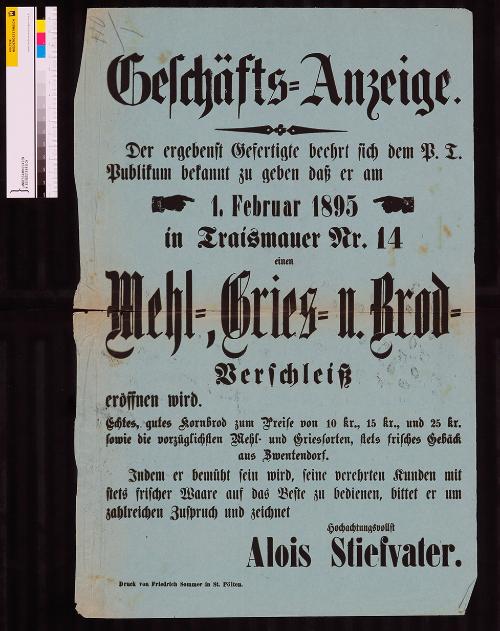 Geschäfts=Anzeige.
Der ergebenst Gefertigte beehrt sich dem P. T.
Publikum bekannt zu geben daß er am
1. Februar 1895
in Traismauer Nr. 14
einen
Mehl=, Gries= u. Brod=
Verschleiß
eröffnen wird.
Echtes, gutes Kornbrod zum Preise von 10 kr., 15 kr., und 25 kr.
sowie die vorzüglichsten Mehl- und Griessorten, stets frisches Gebäck
aus Zwentendorf.
Indem er bemüht sein wird, seine verehrten Kunden mit
stets frischer Waare auf das Beste zu bedienen, bittet er um
zahlreichen Zuspruch und zeichnet
Hochachtungsvollst
Alois Stiefvater.
Druck von Friedrich Sommer in St. Pölten.